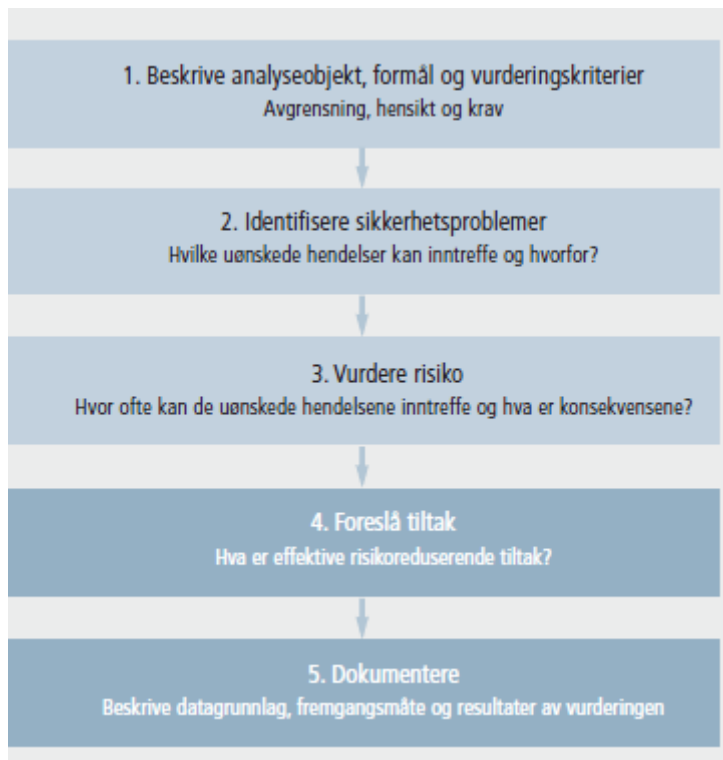 1. Beskrive analyseobjekt, formål og vurderingskriterier
Avgrensning, hensikt og krav
2. Identifisere sikkerhetsproblemer
Hvilke uønskede hendelser kan inntreffe og hvorfor?
3. Vurdere risiko
Hvor ofte kan de uønskede hendelsene inntreffe og hva er konsekvensene?
4. Foreslå tiltak
Hva er effektive risikoreduserende tiltak?
5. Dokumentere
Beskrive datagrunnlag, fremgangsmåte og resultater av vurderingen